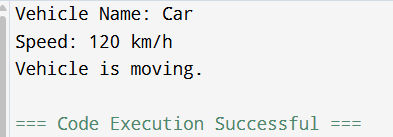 Vehicle Name: Car
Speed: 120 km/h
Vehicle is moving.
=== Code Execution Successful ===